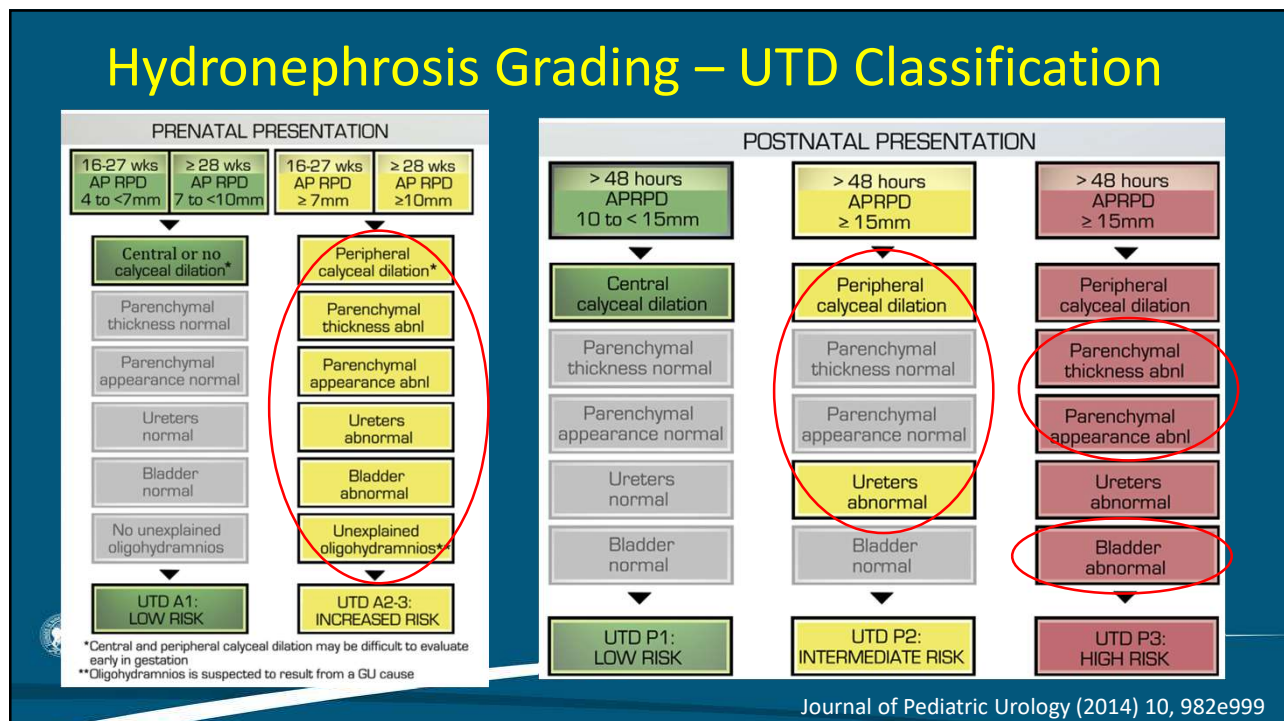 Hydronephrosis Grading – UTD Classification
PRENATAL PRESENTATION
16-27 wks
AP RPD
4 to <7mm
≥ 28 wks
AP RPD
7 to <10mm
16-27 wks
AP RPD
≥ 7mm
≥ 28 wks
AP RPD
≥10mm
Central or no
calyceal dilation*
Parenchymal
thickness normal
Parenchymal
appearance normal
Ureters
normal
Bladder
normal
No unexplained
oligohydramnios
UTD A1:
LOW RISK
Peripheral
calyceal dilation*
Parenchymal
thickness abnl
Parenchymal
appearance abnl
Ureters
abnormal
Bladder
abnormal
Unexplained
oligohydramnios**
UTD A2-3:
INCREASED RISK
*Central and peripheral calyceal dilation may be difficult to evaluate
early in gestation
**Oligohydramnios is suspected to result from a GU cause
POSTNATAL PRESENTATION
> 48 hours
APRPD
10 to < 15mm
Central
calyceal dilation
Parenchymal
thickness normal
Parenchymal
appearance normal
Ureters
normal
Bladder
normal
UTD P1:
LOW RISK
> 48 hours
APRPD
≥ 15mm
Peripheral
calyceal dilation
Parenchymal
thickness normal
Parenchymal
appearance normal
Ureters
abnormal
Bladder
normal
UTD P2:
INTERMEDIATE RISK
> 48 hours
APRPD
≥ 15mm
Peripheral
calyceal dilation
Parenchymal
thickness abnl
Parenchymal
appearance abnl
Ureters
abnormal
Bladder
abnormal
UTD P3:
HIGH RISK
Journal of Pediatric Urology (2014) 10, 982e999